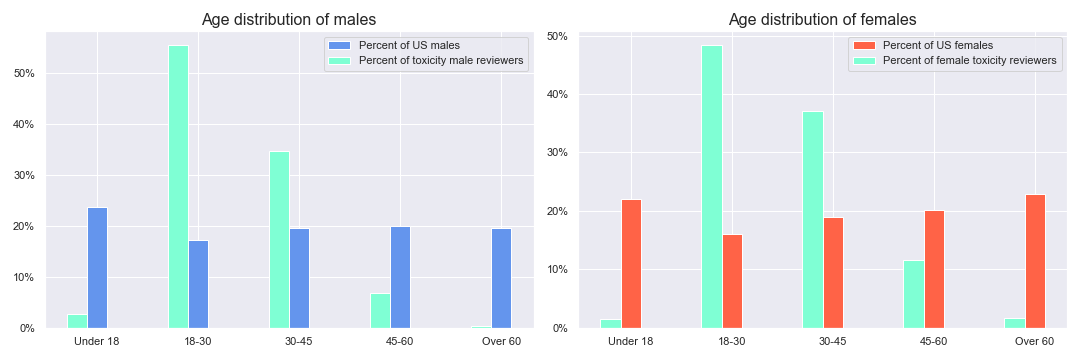 Age distribution of males
Percent of US males
Percent of toxicity male reviewers
50%
40%
30%
20%
10%
0%
Under 18
18-30
30-45
45-60
Over 60
Age distribution of females
Percent of US females
Percent of female toxicity reviewers
50%
40%
30%
20%
10%
0%
Under 18
18-30
30-45
45-60
Over 60